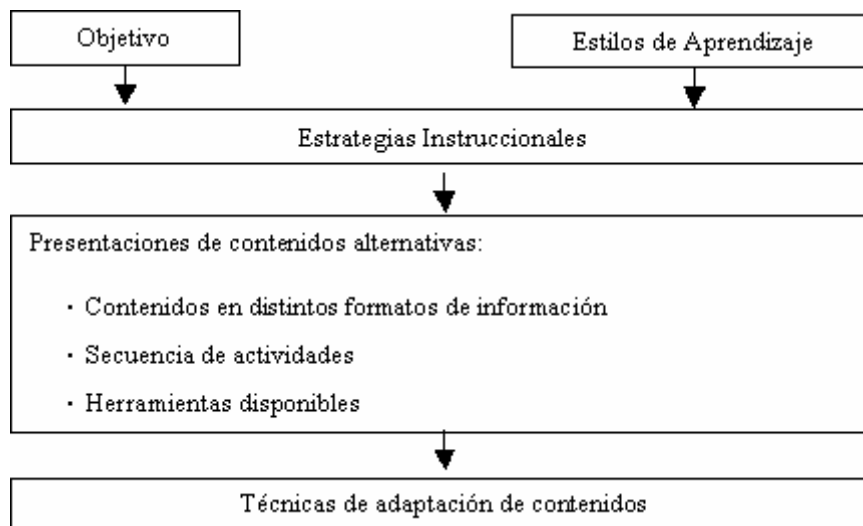 Objetivo
Estilos de Aprendizaje
Estrategias Instruccionales
Presentaciones de contenidos alternativas:
· Contenidos en distintos formatos de información
· Secuencia de actividades
· Herramientas disponibles
Técnicas de adaptación de contenidos